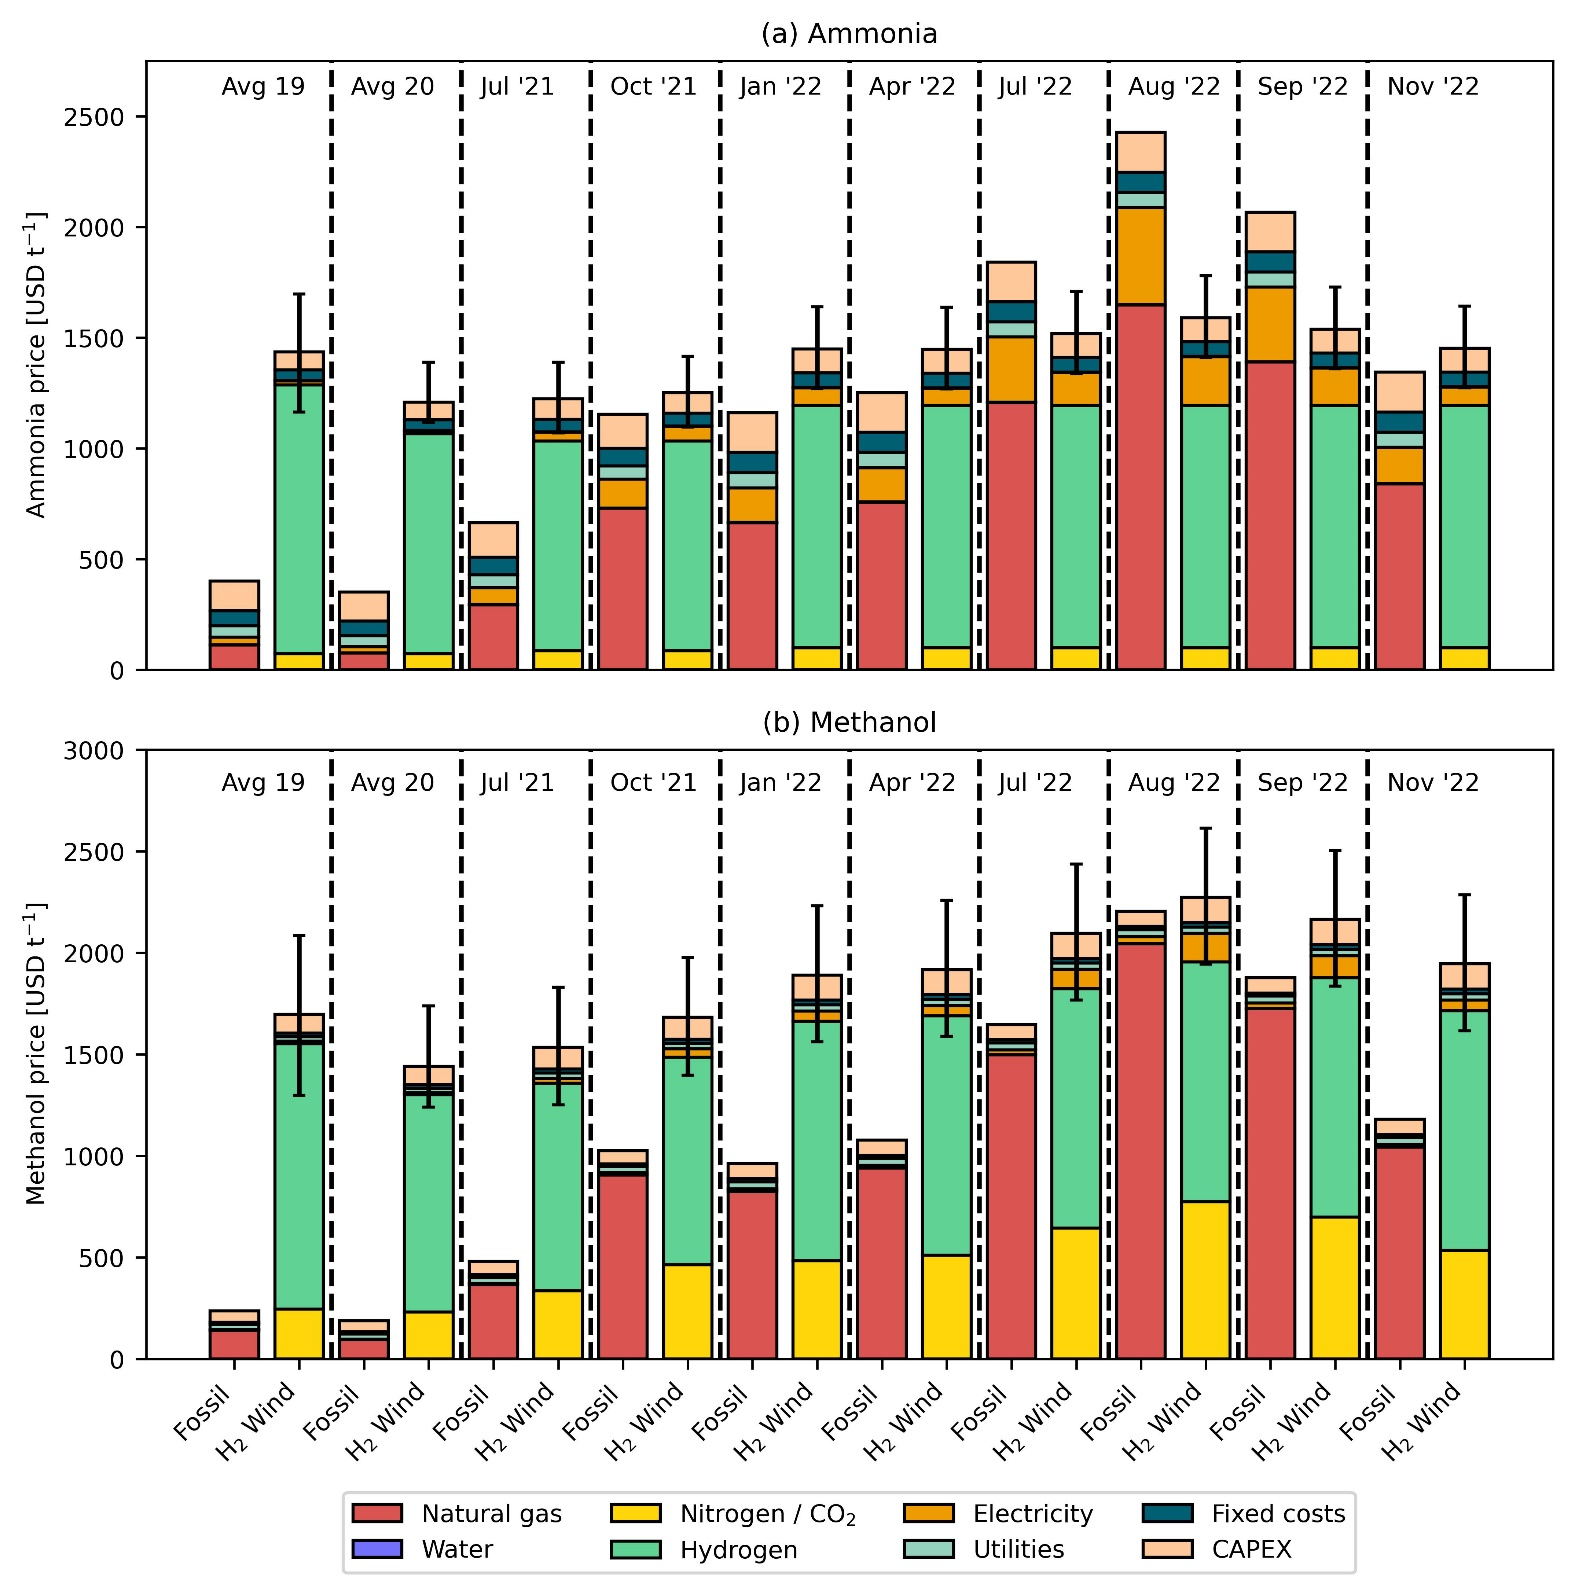 (a) Ammonia
Avg 19 Avg 20 Jul '21 Oct '21 Jan '22 Apr '22 Jul '22 Aug '22 Sep '22 Nov '22
Ammonia price [USD t⁻¹]
2500
2000
1500
1000
500
0
(b) Methanol
Avg 19 Avg 20 Jul '21 Oct '21 Jan '22 Apr '22 Jul '22 Aug '22 Sep '22 Nov '22
Methanol price [USD t⁻¹]
3000
2500
2000
1500
1000
500
0
Fossil H₂ Wind Fossil H₂ Wind Fossil H₂ Wind Fossil H₂ Wind Fossil H₂ Wind Fossil H₂ Wind Fossil H₂ Wind Fossil H₂ Wind Fossil H₂ Wind Fossil H₂ Wind
Natural gas Nitrogen / CO₂ Electricity Fixed costs
Water Hydrogen Utilities CAPEX